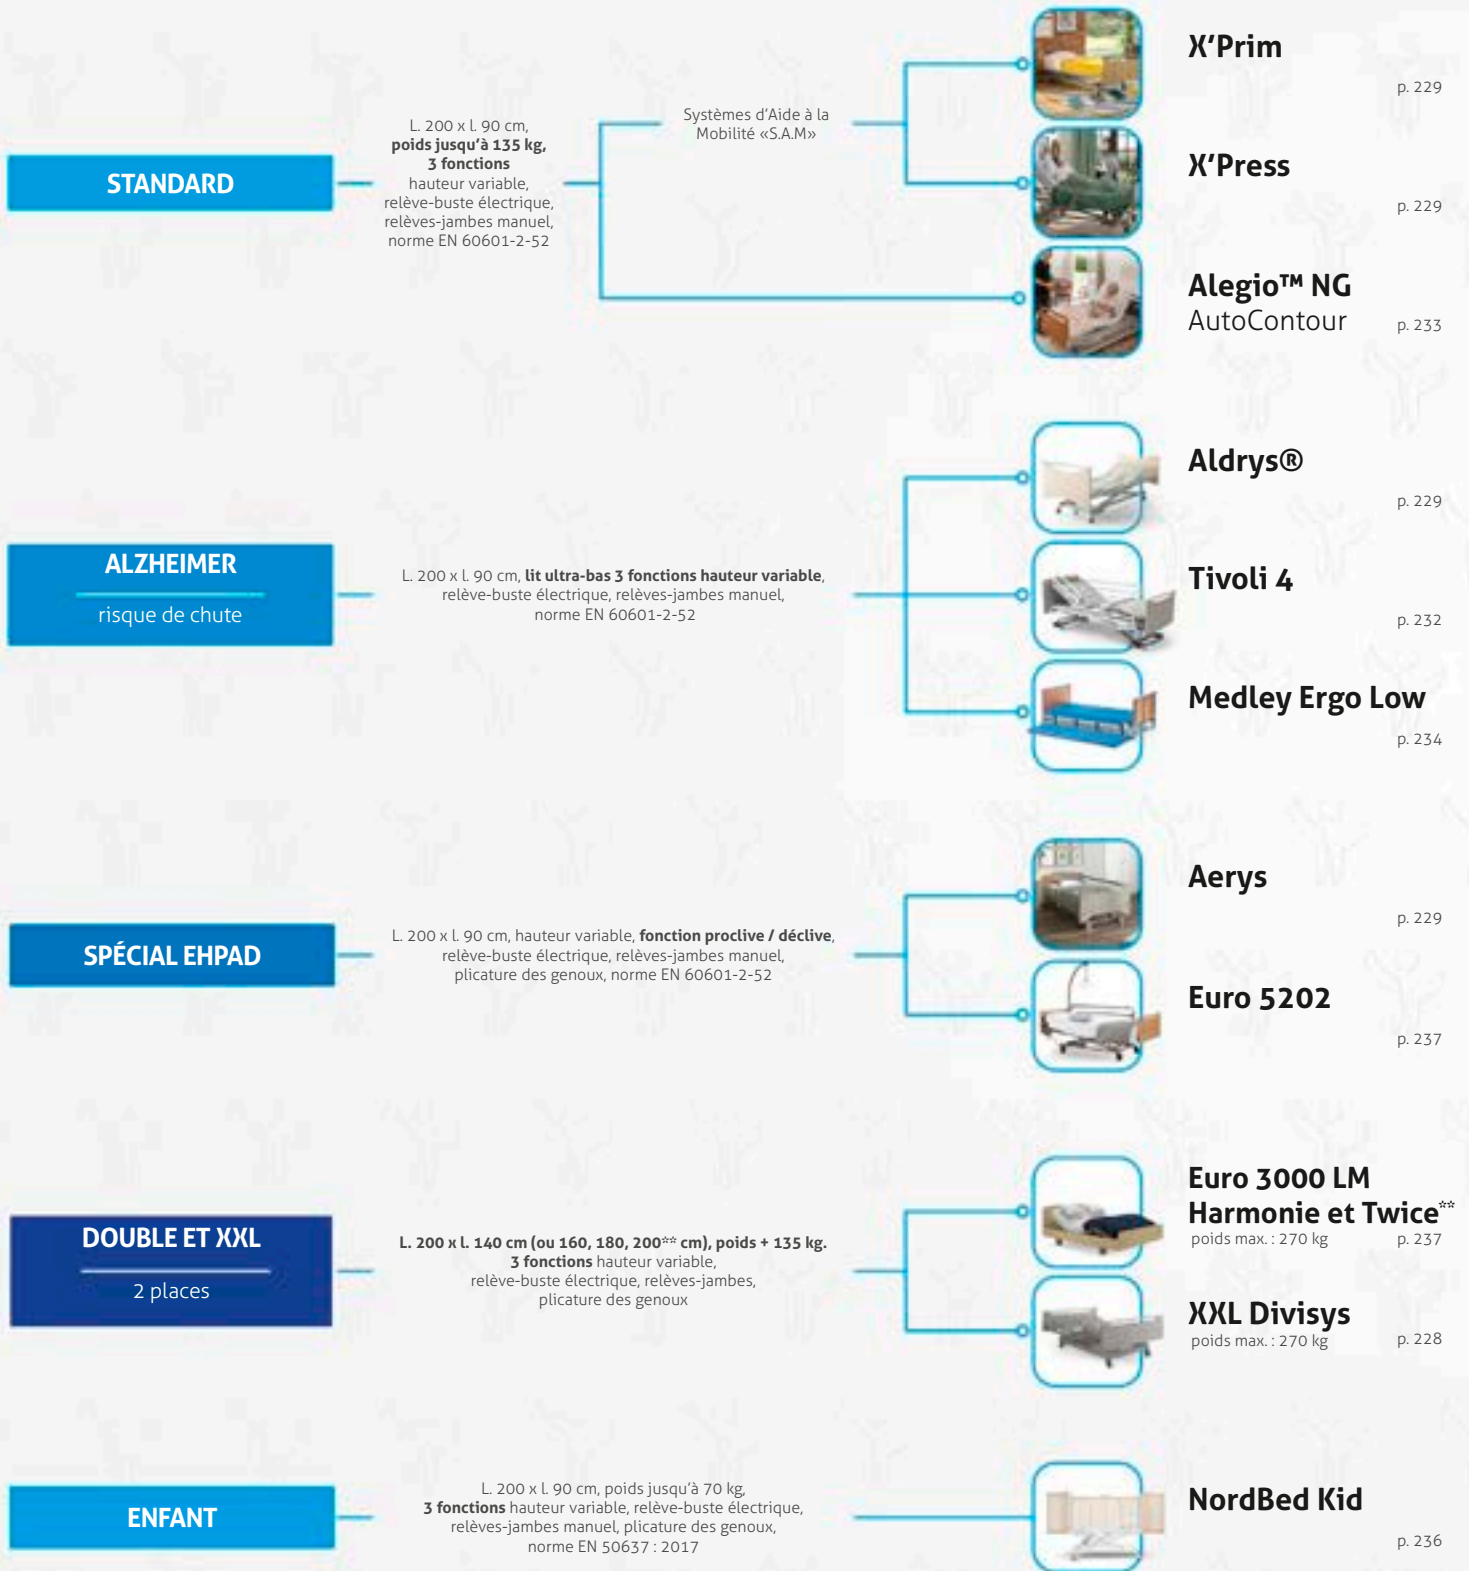 STANDARD
L. 200 x l. 90 cm,
poids jusqu'à 135 kg,
3 fonctions
hauteur variable,
relève-buste électrique,
relèves-jambes manuel,
norme EN 60601-2-52
Systèmes d'Aide à la
Mobilité «S.A.M»
X'Prim
p. 229
X'Press
p. 229
Alegio™ NG
AutoContour
p. 233
ALZHEIMER
risque de chute
L. 200 x l. 90 cm, lit ultra-bas 3 fonctions hauteur variable,
relève-buste électrique, relèves-jambes manuel,
norme EN 60601-2-52
Aldrys®
p. 229
Tivoli 4
p. 232
Medley Ergo Low
p. 234
SPÉCIAL EHPAD
L. 200 x l. 90 cm, hauteur variable, fonction proclive / déclive,
relève-buste électrique, relèves-jambes manuel,
plicature des genoux, norme EN 60601-2-52
Aerys
p. 229
Euro 5202
p. 237
DOUBLE ET XXL
2 places
L. 200 x l. 140 cm (ou 160, 180, 200** cm), poids + 135 kg.
3 fonctions hauteur variable,
relève-buste électrique, relèves-jambes,
plicature des genoux
Euro 3000 LM
Harmonie et Twice**
poids max. : 270 kg
p. 237
XXL Divisys
poids max. : 270 kg
p. 228
ENFANT
L. 200 x l. 90 cm, poids jusqu'à 70 kg,
3 fonctions hauteur variable, relève-buste électrique,
relèves-jambes manuel, plicature des genoux,
norme EN 50637 : 2017
NordBed Kid
p. 236